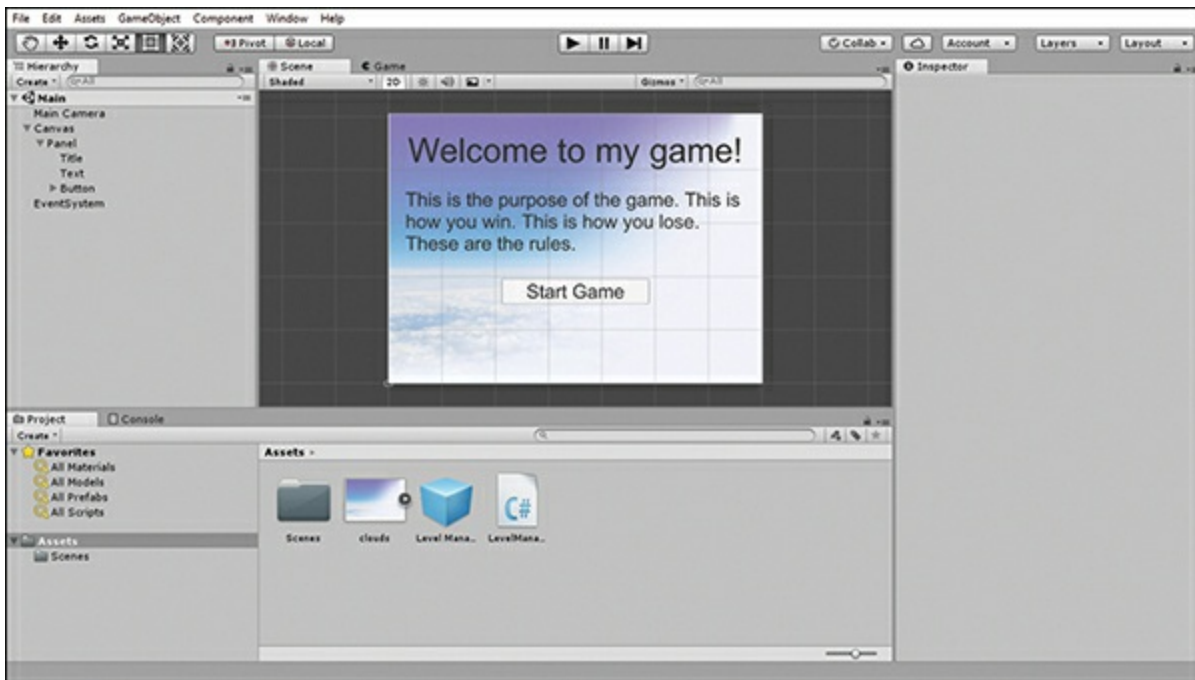 File Edit Assets GameObject Component Window Help
Pivot Local Collab Account Layers Layout
Hierarchy
Create All
Main
Main Camera
Canvas
Panel
Title
Text
Button
EventSystem
Scene Game
Shaded 2D Gizmos All
Welcome to my game!
This is the purpose of the game. This is
how you win. This is how you lose.
These are the rules.
Start Game
Inspector
Project Console
Create
Favorites
All Materials
All Models
All Prefabs
All Scripts
Assets
Scenes
Assets
Scenes clouds Level Mana.. LevelMana..
C#